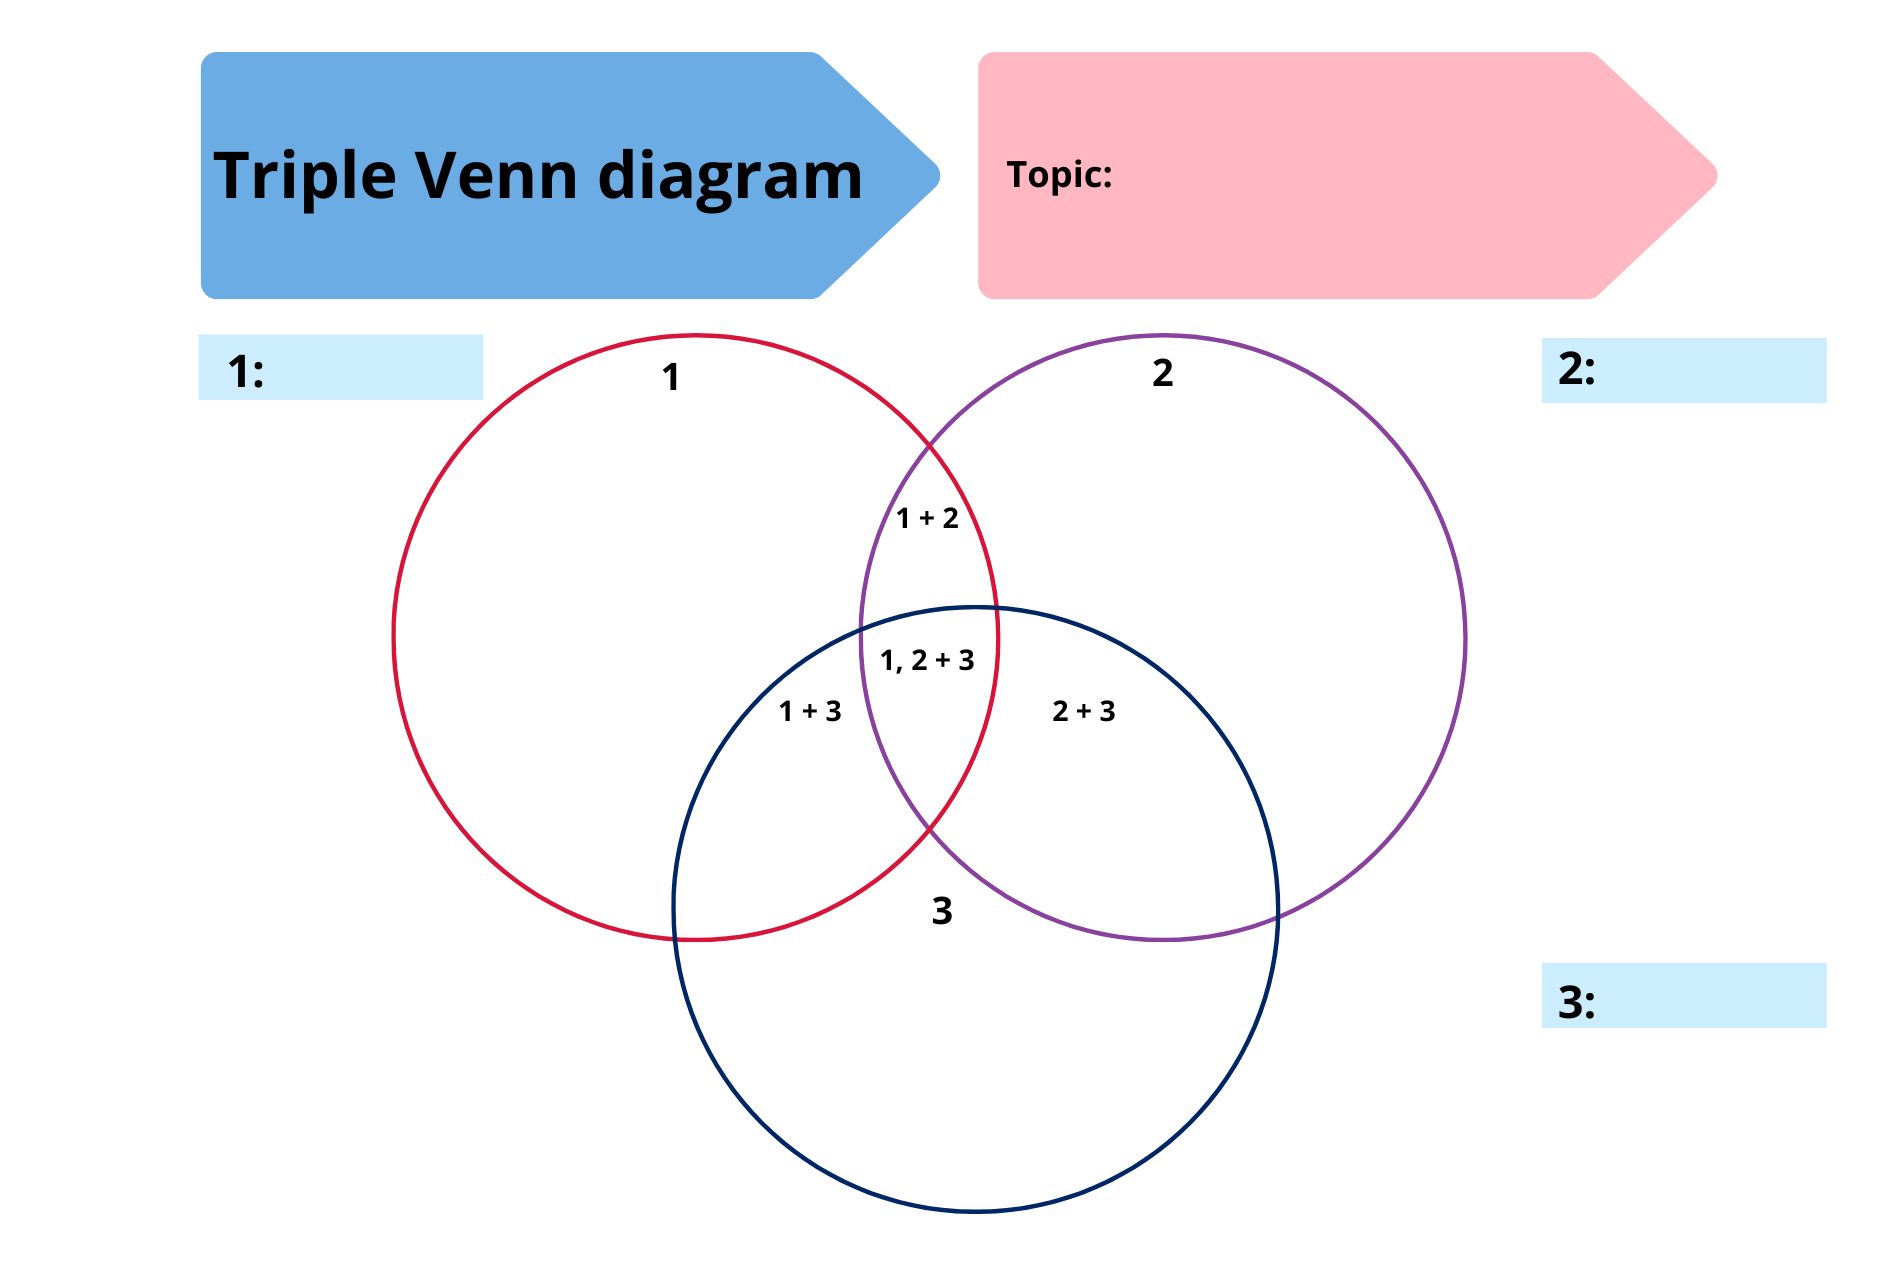 Triple Venn diagram
Topic:
1:
1
2
2:
1 + 2
1, 2 + 3
1 + 3
2 + 3
3
3: